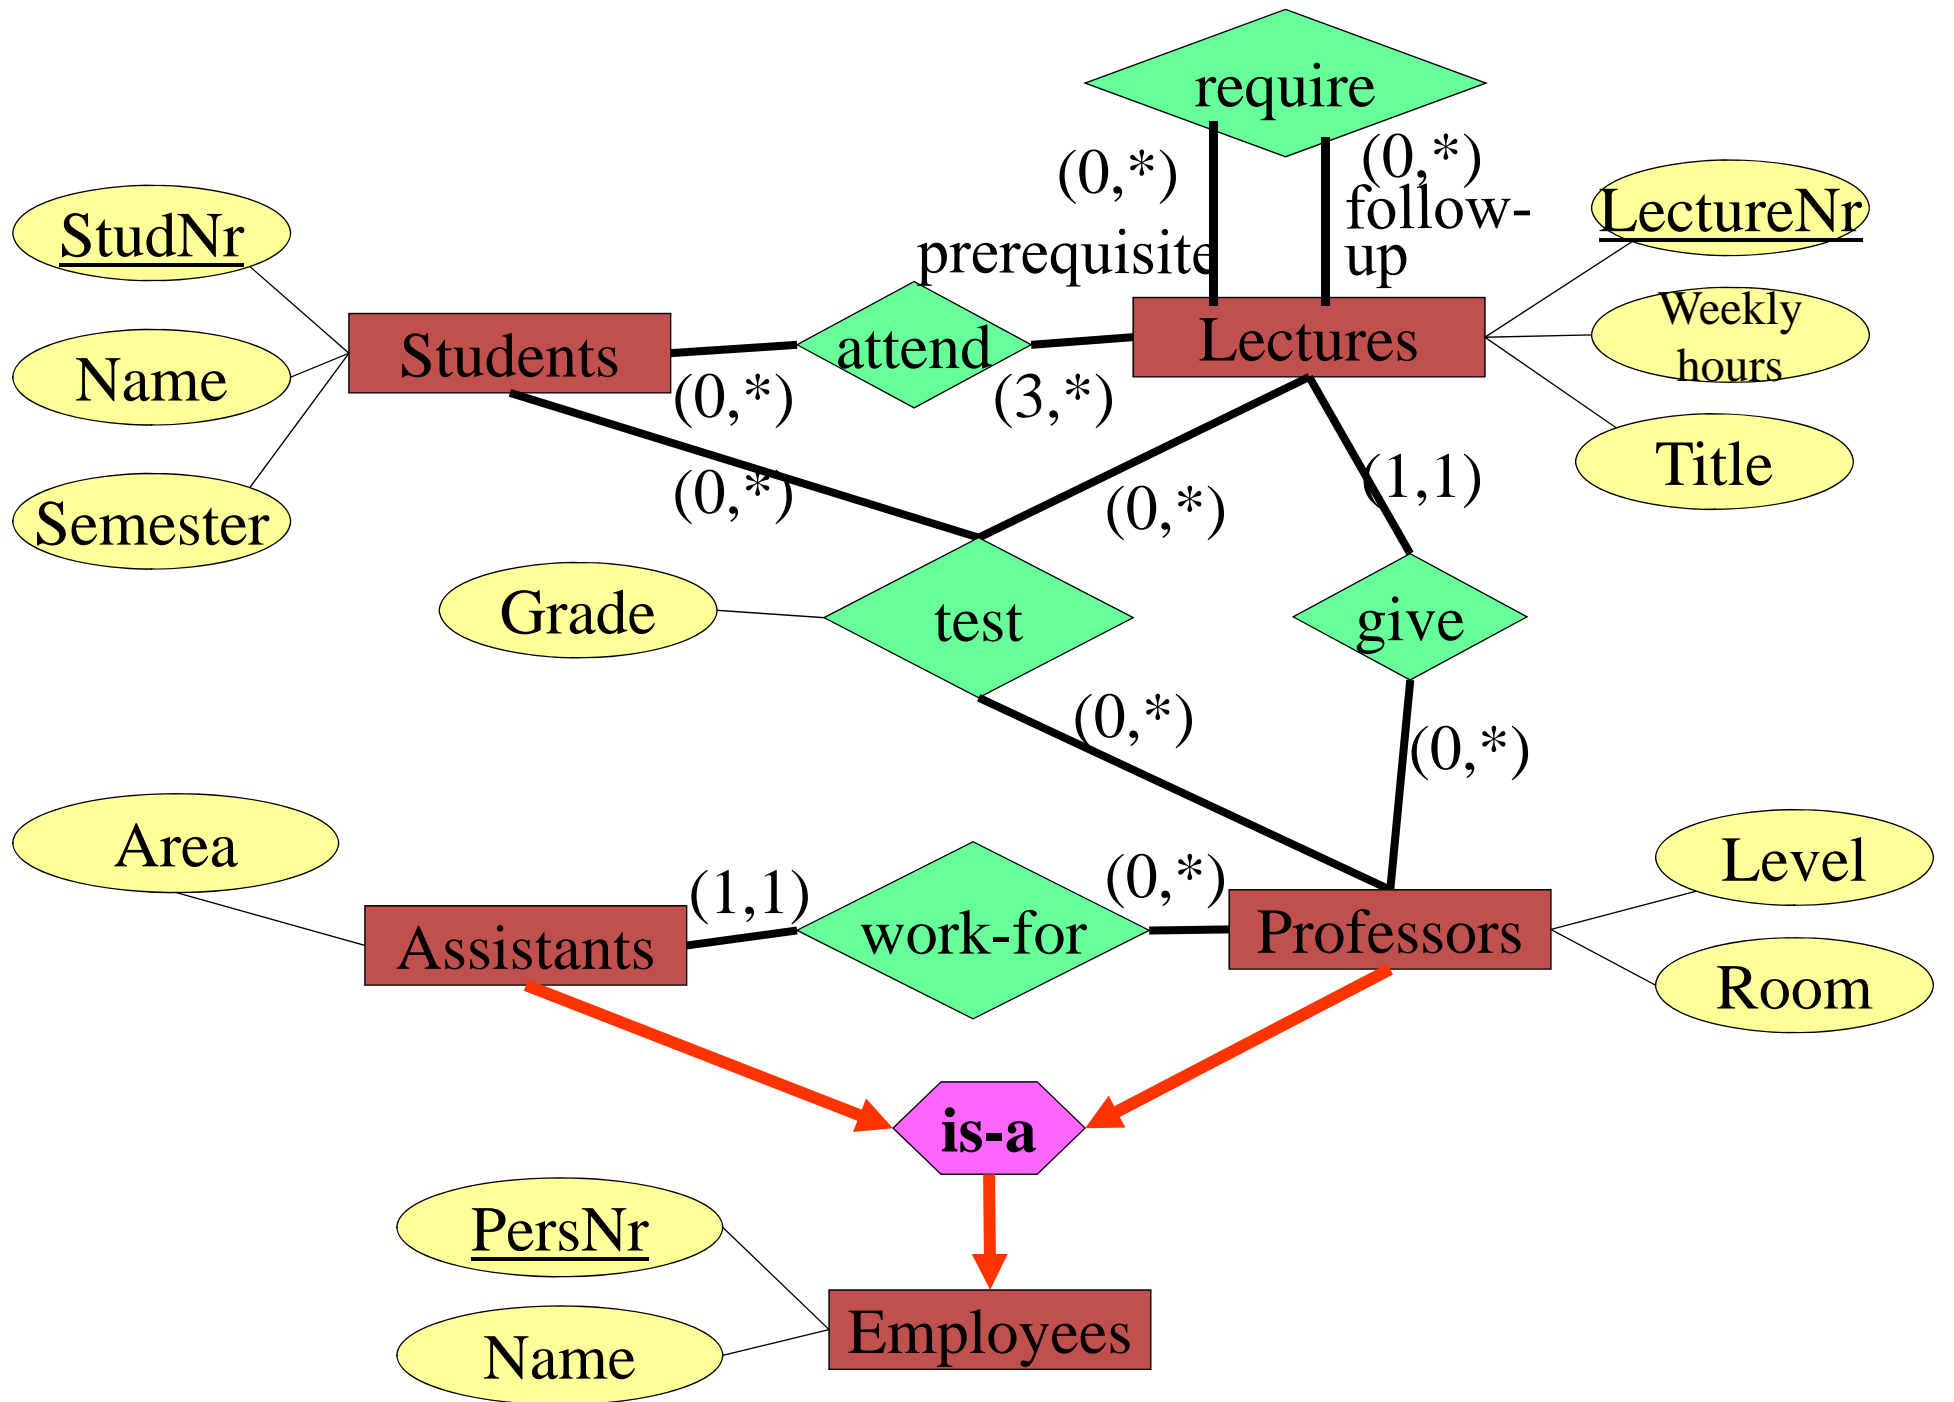 require
(0,*)
(0,*)
follow-
up
prerequisite
StudNr
LectureNr
Students
attend
Lectures
Weekly
hours
Name
(0,*)
(3,*)
Title
Semester
(0,*)
(0,*)
(1,1)
Grade
test
give
(0,*)
(0,*)
Area
Level
(1,1)
(0,*)
Assistants
work-for
Professors
Room
is-a
PersNr
Name
Employees